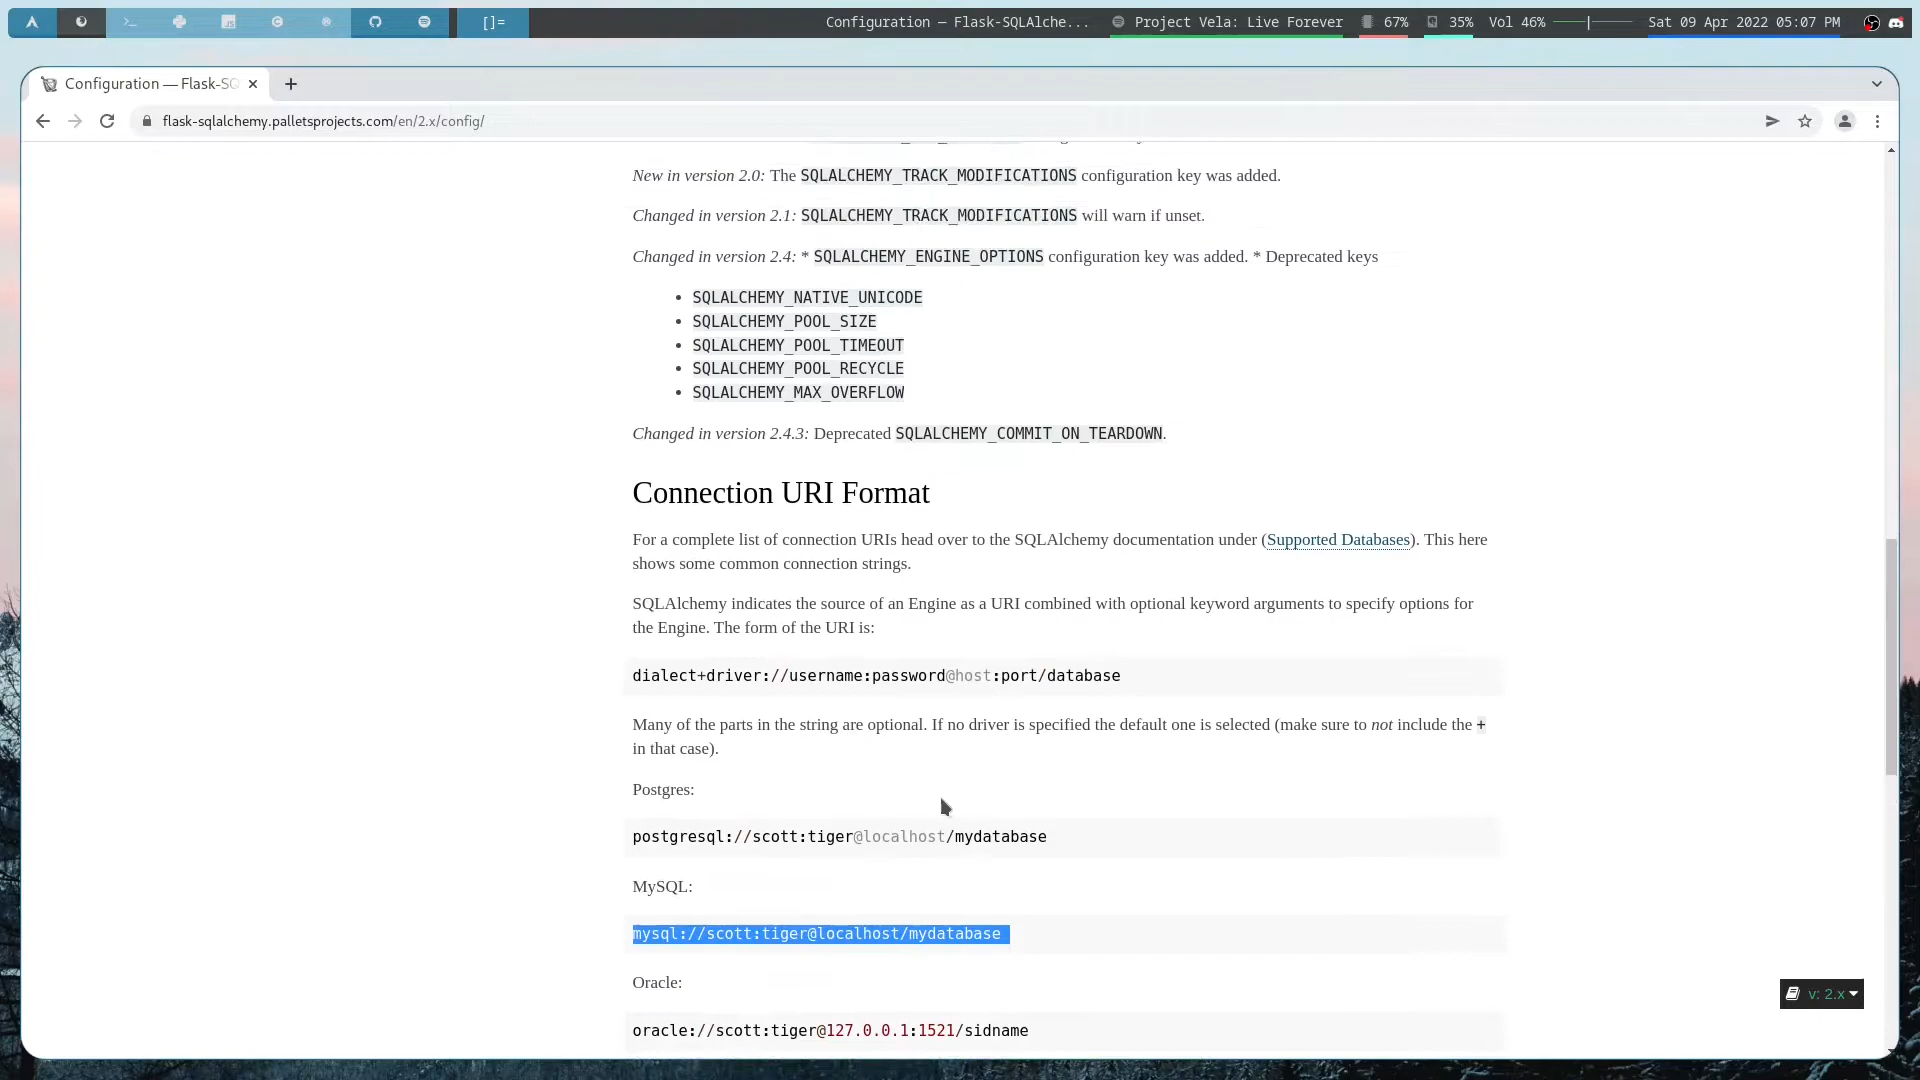 []=
Configuration — Flask-SQLAlche...
Project Vela: Live Forever
67%
35%
Vol 46%
Sat 09 Apr 2022 05:07 PM
Configuration — Flask-SQ
flask-sqlalchemy.palletsprojects.com/en/2.x/config/
New in version 2.0: The SQLALCHEMY_TRACK_MODIFICATIONS configuration key was added.
Changed in version 2.1: SQLALCHEMY_TRACK_MODIFICATIONS will warn if unset.
Changed in version 2.4: * SQLALCHEMY_ENGINE_OPTIONS configuration key was added. * Deprecated keys
• SQLALCHEMY_NATIVE_UNICODE
• SQLALCHEMY_POOL_SIZE
• SQLALCHEMY_POOL_TIMEOUT
• SQLALCHEMY_POOL_RECYCLE
• SQLALCHEMY_MAX_OVERFLOW
Changed in version 2.4.3: Deprecated SQLALCHEMY_COMMIT_ON_TEARDOWN.
Connection URI Format
For a complete list of connection URIs head over to the SQLAlchemy documentation under (Supported Databases). This here
shows some common connection strings.
SQLAlchemy indicates the source of an Engine as a URI combined with optional keyword arguments to specify options for
the Engine. The form of the URI is:
dialect+driver://username:password@host:port/database
Many of the parts in the string are optional. If no driver is specified the default one is selected (make sure to not include the +
in that case).
Postgres:
postgresql://scott:tiger@localhost/mydatabase
MySQL:
mysql://scott:tiger@localhost/mydatabase
Oracle:
oracle://scott:tiger@127.0.0.1:1521/sidname
v: 2.x